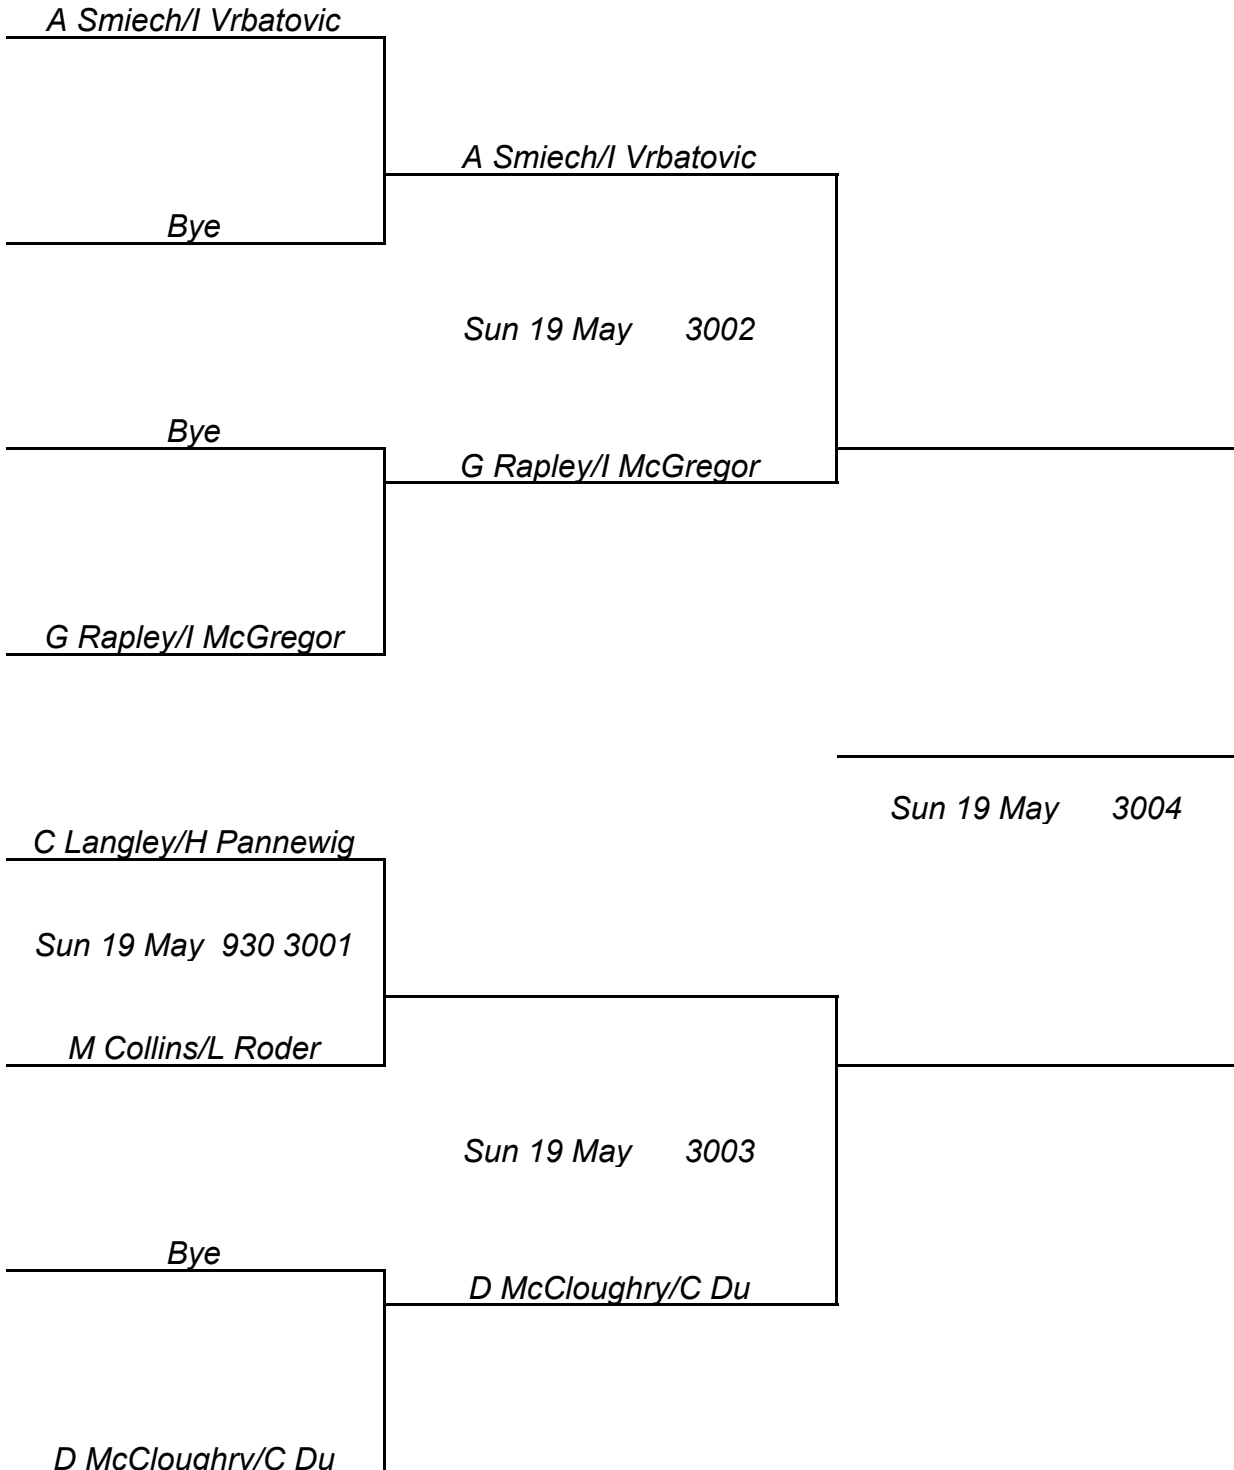 A Smiech/I Vrbatovic
A Smiech/I Vrbatovic
Bye
Sun 19 May 3002
Bye
G Rapley/I McGregor
G Rapley/I McGregor
Sun 19 May 3004
C Langley/H Pannewig
Sun 19 May 930 3001
M Collins/L Roder
Sun 19 May 3003
Bye
D McCloughry/C Du
D McCloughry/C Du